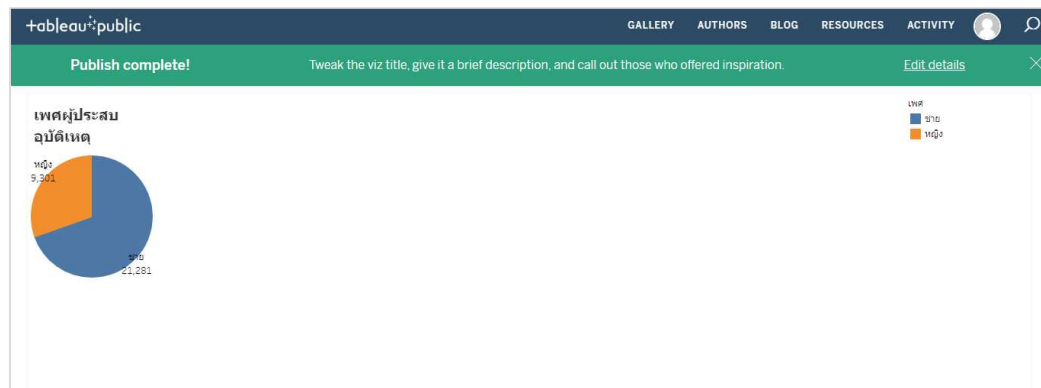 +ableau+public
GALLERY AUTHORS BLOG RESOURCES ACTIVITY
Publish complete! Tweak the viz title, give it a brief description, and call out those who offered inspiration. Edit details
เพศผู้ประสบ
อุบัติเหตุ
หญิง
9,301
ชาย
21,281
เพศ
ชาย
หญิง